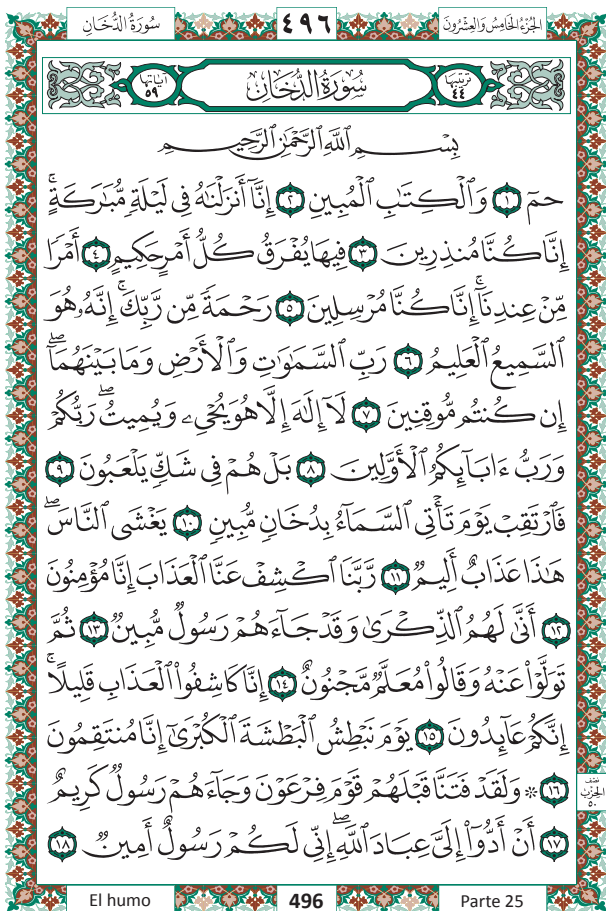 سُورَةُ الدُّخَانِ ٤٩٦ الجُزْءُ الخَامِسُ وَالعِشْرُونَ
آيَاتُهَا ٥٩ سُورَةُ الدُّخَانِ تَرْتِيبُهَا ٤٤
بِسْمِ ٱللَّهِ ٱلرَّحْمَٰنِ ٱلرَّحِيمِ
حمٓ ١ وَٱلْكِتَٰبِ ٱلْمُبِينِ ٢ إِنَّآ أَنزَلْنَٰهُ فِى لَيْلَةٍ مُّبَٰرَكَةٍ ۚ
إِنَّا كُنَّا مُنذِرِينَ ٣ فِيهَا يُفْرَقُ كُلُّ أَمْرٍ حَكِيمٍ ٤ أَمْرًا
مِّنْ عِندِنَآ ۚ إِنَّا كُنَّا مُرْسِلِينَ ٥ رَحْمَةً مِّن رَّبِّكَ ۚ إِنَّهُۥ هُوَ
ٱلسَّمِيعُ ٱلْعَلِيمُ ٦ رَبِّ ٱلسَّمَٰوَٰتِ وَٱلْأَرْضِ وَمَا بَيْنَهُمَآ ۖ
إِن كُنتُم مُّوقِنِينَ ٧ لَآ إِلَٰهَ إِلَّا هُوَ يُحْىِۦ وَيُمِيتُ ۖ رَبُّكُمْ
وَرَبُّ ءَابَآئِكُمُ ٱلْأَوَّلِينَ ٨ بَلْ هُمْ فِى شَكٍّ يَلْعَبُونَ ٩
فَٱرْتَقِبْ يَوْمَ تَأْتِى ٱلسَّمَآءُ بِدُخَانٍ مُّبِينٍ ١٠ يَغْشَى ٱلنَّاسَ ۖ
هَٰذَا عَذَابٌ أَلِيمٌ ١١ رَّبَّنَا ٱكْشِفْ عَنَّا ٱلْعَذَابَ إِنَّا مُؤْمِنُونَ
١٢ أَنَّىٰ لَهُمُ ٱلذِّكْرَىٰ وَقَدْ جَآءَهُمْ رَسُولٌ مُّبِينٌ ١٣ ثُمَّ
تَوَلَّوْا۟ عَنْهُ وَقَالُوا۟ مُعَلَّمٌ مَّجْنُونٌ ١٤ إِنَّا كَاشِفُوا۟ ٱلْعَذَابِ قَلِيلًا ۚ
إِنَّكُمْ عَآئِدُونَ ١٥ يَوْمَ نَبْطِشُ ٱلْبَطْشَةَ ٱلْكُبْرَىٰٓ إِنَّا مُنتَقِمُونَ
١٦ ۞ وَلَقَدْ فَتَنَّا قَبْلَهُمْ قَوْمَ فِرْعَوْنَ وَجَآءَهُمْ رَسُولٌ كَرِيمٌ
نصف الحزب ٥٠
١٧ أَنْ أَدُّوٓا۟ إِلَىَّ عِبَادَ ٱللَّهِ ۖ إِنِّى لَكُمْ رَسُولٌ أَمِينٌ ١٨
El humo 496 Parte 25